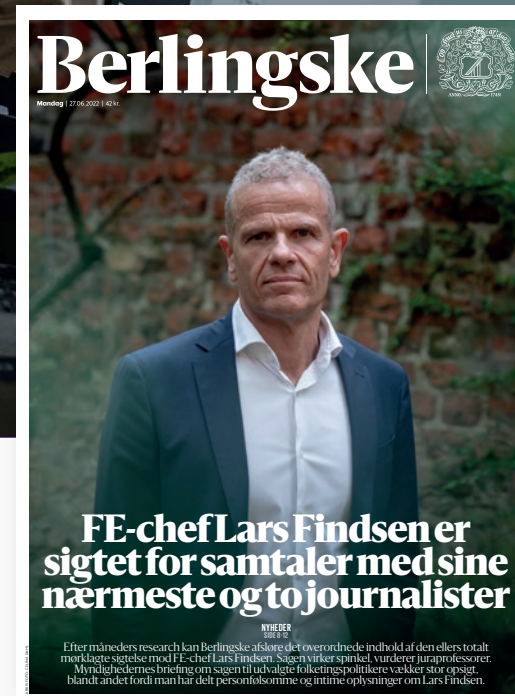 Berlingske
Mandag | 27.06.2022 | 42 kr.
ANNO 1749
FE-chef Lars Findsen er
sigtet for samtaler med sine
nærmeste og to journalister
NYHEDER
SIDE 8-12
Efter måneders research kan Berlingske afsløre det overordnede indhold af den ellers totalt
mørklagte sigtelse mod FE-chef Lars Findsen. Sagen virker spinkel, vurderer juraprofessorer.
Myndighedernes briefing om sagen til udvalgte folketingspolitikere vækker stor opsigt,
blandt andet fordi man har delt personfølsomme og intime oplysninger om Lars Findsen.